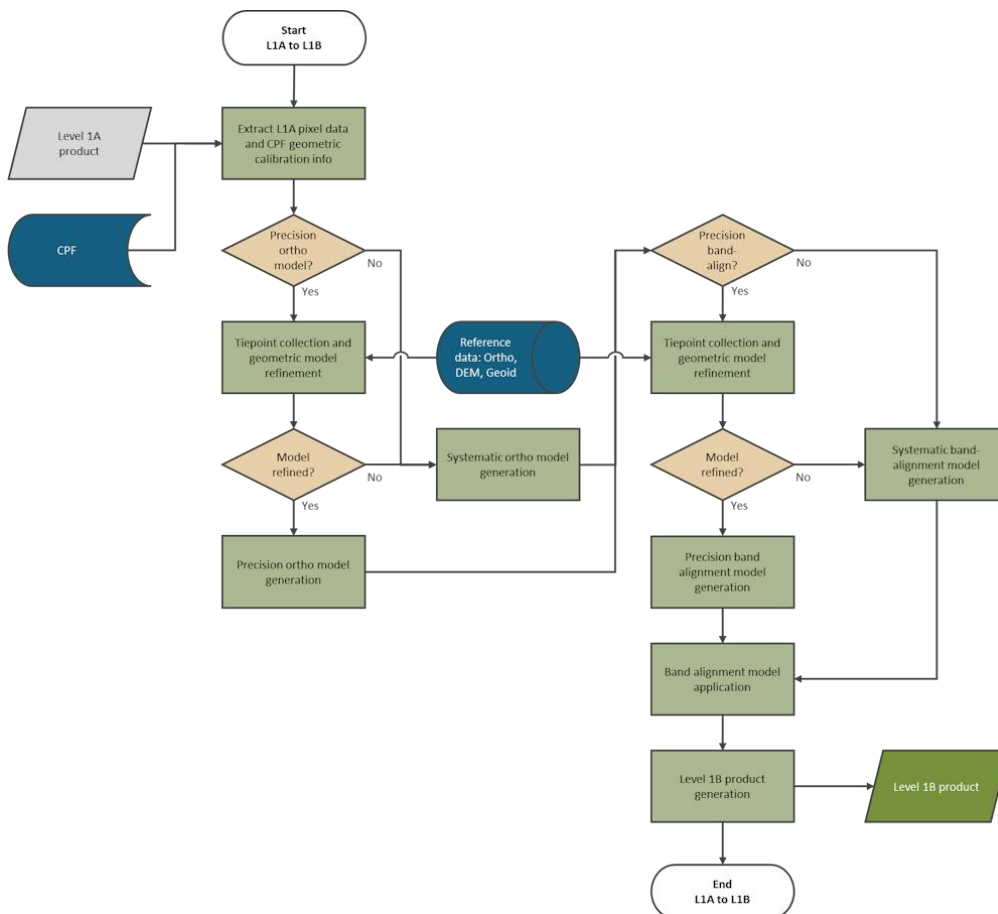 Start
L1A to L1B
Level 1A
product
Extract L1A pixel data
and CPF geometric
calibration info
CPF
Precision
ortho
model?
No
Yes
Precision
band-
align?
No
Yes
Tiepoint collection and
geometric model
refinement
Reference
data: Ortho,
DEM, Geoid
Tiepoint collection and
geometric model
refinement
Model
refined?
No
Yes
Systematic ortho model
generation
Model
refined?
No
Yes
Systematic band-
alignment model
generation
Precision ortho model
generation
Precision band
alignment model
generation
Band alignment model
application
Level 1B product
generation
Level 1B product
End
L1A to L1B